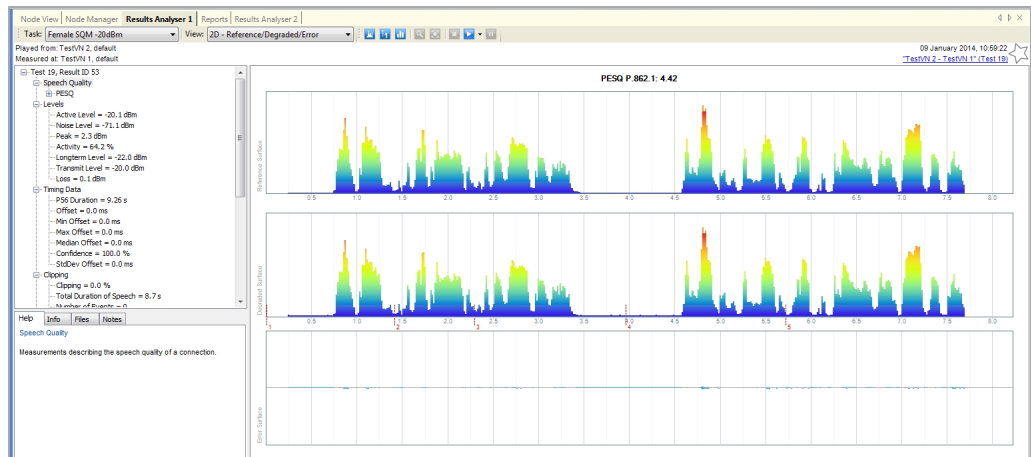 Node View Node Manager Results Analyser 1 Reports Results Analyser 2
Task: Female SQM -20dBm View: 2D - Reference/Degraded/Error
Played from: TestVN 2, default
Measured at: TestVN 1, default
09 January 2014, 10:59:22
"TestVN 2 - TestVN 1" (Test 19)
Test 19, Result ID 53
Speech Quality
PESQ
Levels
Active Level = -20.1 dBm
Noise Level = -71.1 dBm
Peak = 2.3 dBm
Activity = 64.2 %
Longterm Level = -22.0 dBm
Transmit Level = -20.0 dBm
Loss = 0.1 dBm
Timing Data
P56 Duration = 9.26 s
Offset = 0.0 ms
Min Offset = 0.0 ms
Max Offset = 0.0 ms
Median Offset = 0.0 ms
Confidence = 100.0 %
StdDev Offset = 0.0 ms
Clipping
Clipping = 0.0 %
Total Duration of Speech = 8.7 s
Number of Events = 0
Help Info Files Notes
Speech Quality
Measurements describing the speech quality of a connection.
PESQ P.862.1: 4.42
Reference Surface
0.5 1.0 1.5 2.0 2.5 3.0 3.5 4.0 4.5 5.0 5.5 6.0 6.5 7.0 7.5 8.0
Degraded Surface
0.5 1.0 1.5 2.0 2.5 3.0 3.5 4.0 4.5 5.0 5.5 6.0 6.5 7.0 7.5 8.0
1 2 3 4 5
Error Surface